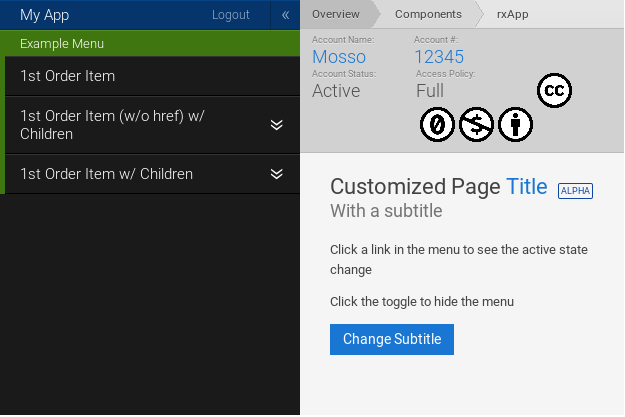 My App
Logout
«
Example Menu
1st Order Item
1st Order Item (w/o href) w/
Children
1st Order Item w/ Children
Overview
Components
rxApp
Account Name:
Account #:
Mosso
12345
Account Status:
Access Policy:
Active
Full
cc
0
$
Customized Page Title ALPHA
With a subtitle
Click a link in the menu to see the active state
change
Click the toggle to hide the menu
Change Subtitle